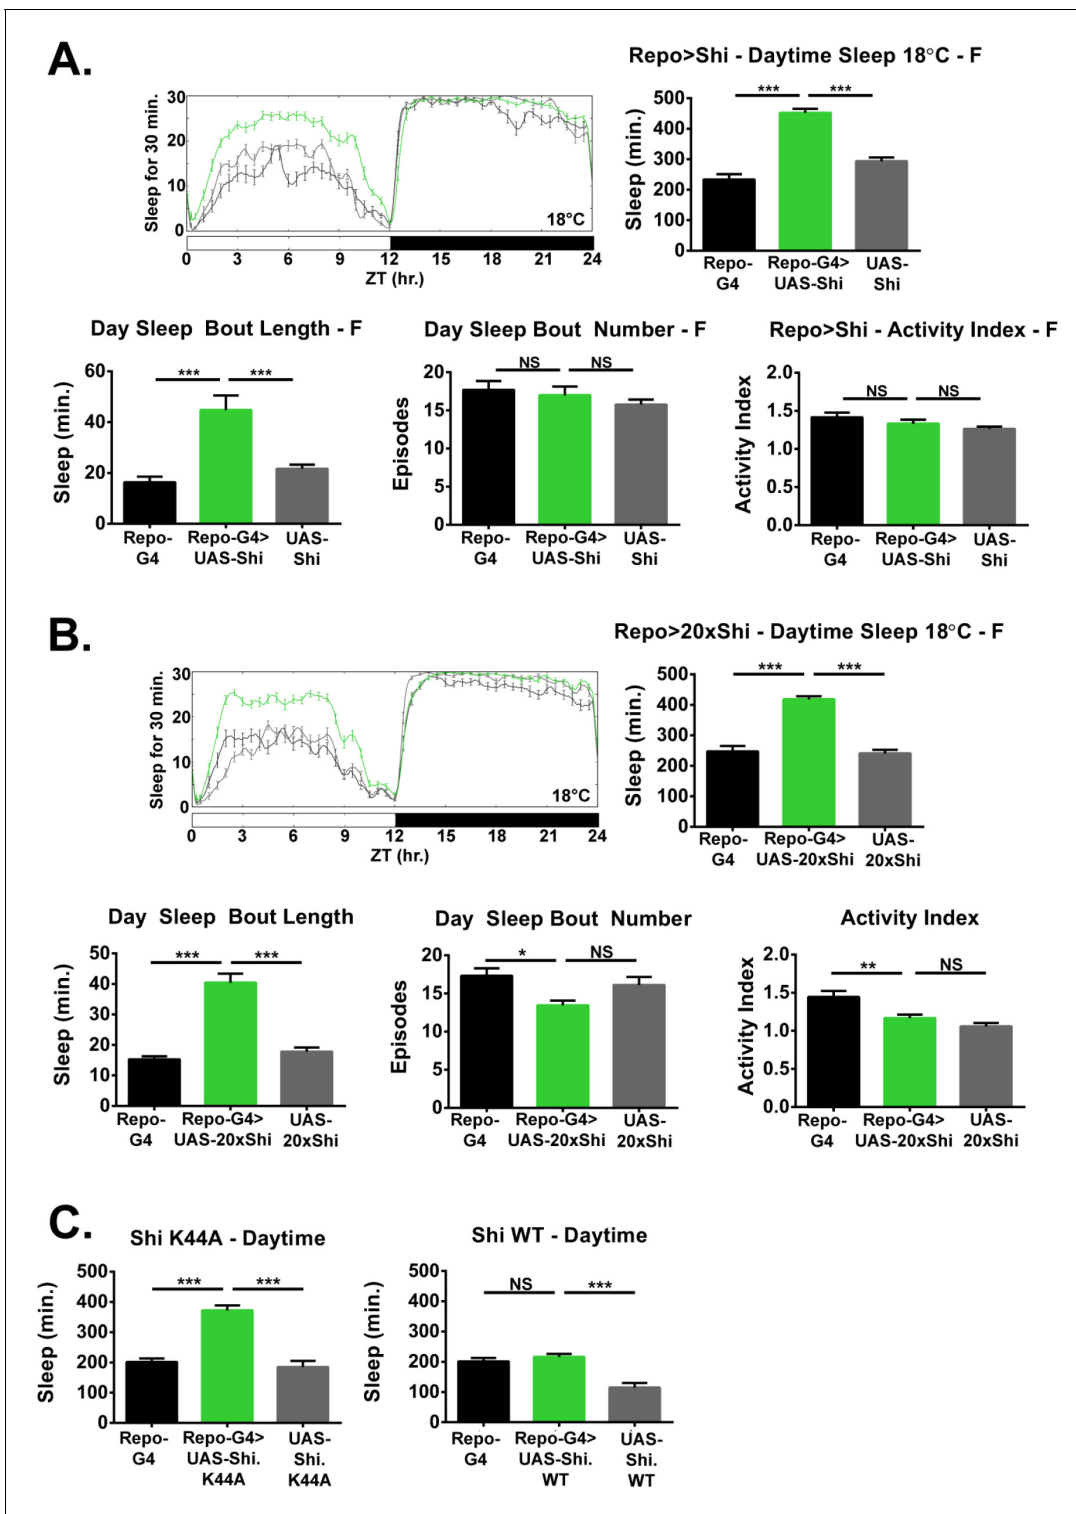 A.
Repo>Shi - Daytime Sleep 18°C - F
Sleep for 30 min.
30
20
10
0
18°C
0 3 6 9 12 15 18 21 24
ZT (hr.)
Sleep (min.)
500
400
300
200
100
0
*** ***
Repo-G4
Repo-G4>UAS-Shi
UAS-Shi
Day Sleep Bout Length - F
Sleep (min.)
60
40
20
0
*** ***
Repo-G4
Repo-G4>UAS-Shi
UAS-Shi
Day Sleep Bout Number - F
Episodes
20
15
10
5
0
NS NS
Repo-G4
Repo-G4>UAS-Shi
UAS-Shi
Repo>Shi - Activity Index - F
Activity Index
2.0
1.5
1.0
0.5
0.0
NS NS
Repo-G4
Repo-G4>UAS-Shi
UAS-Shi
B.
Repo>20xShi - Daytime Sleep 18°C - F
Sleep for 30 min.
30
20
10
0
18°C
0 3 6 9 12 15 18 21 24
ZT (hr.)
Sleep (min.)
500
400
300
200
100
0
*** ***
Repo-G4
Repo-G4>UAS-20xShi
UAS-20xShi
Day Sleep Bout Length
Sleep (min.)
50
40
30
20
10
0
*** ***
Repo-G4
Repo-G4>UAS-20xShi
UAS-20xShi
Day Sleep Bout Number
Episodes
20
15
10
5
0
* NS
Repo-G4
Repo-G4>UAS-20xShi
UAS-20xShi
Activity Index
Activity Index
2.0
1.5
1.0
0.5
0.0
** NS
Repo-G4
Repo-G4>UAS-20xShi
UAS-20xShi
C.
Shi K44A - Daytime
Sleep (min.)
500
400
300
200
100
0
*** ***
Repo-G4
Repo-G4>UAS-Shi.K44A
UAS-Shi.K44A
Shi WT - Daytime
Sleep (min.)
500
400
300
200
100
0
NS ***
Repo-G4
Repo-G4>UAS-Shi.WT
UAS-Shi.WT